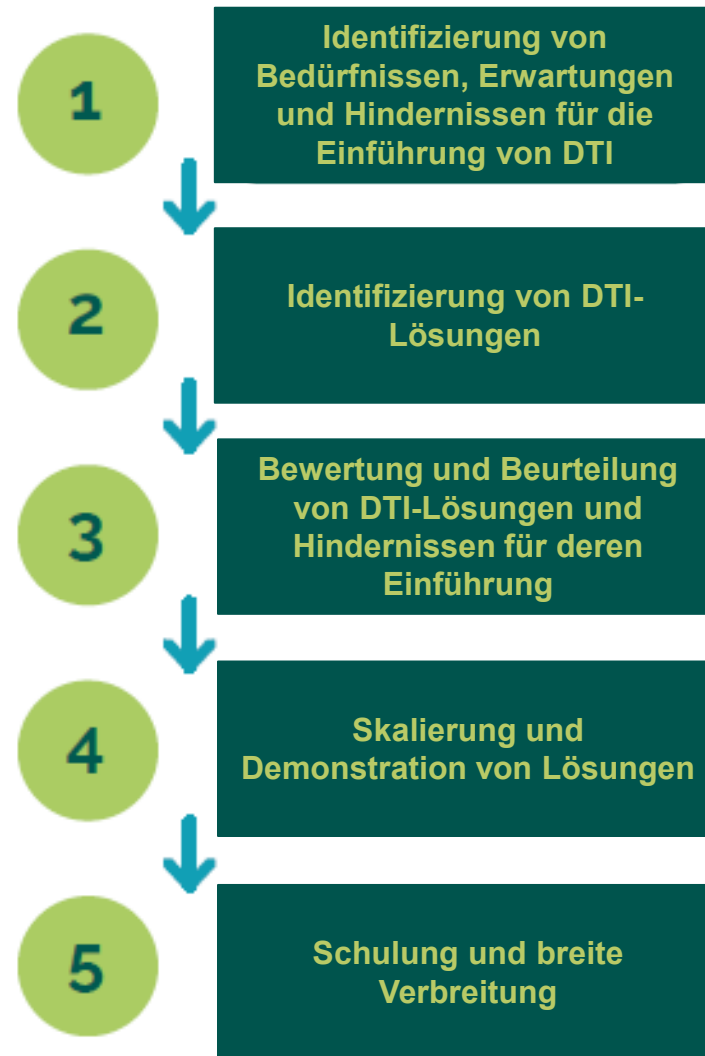 1
Identifizierung von
Bedürfnissen, Erwartungen
und Hindernissen für die
Einführung von DTI
2
Identifizierung von DTI-
Lösungen
3
Bewertung und Beurteilung
von DTI-Lösungen und
Hindernissen für deren
Einführung
4
Skalierung und
Demonstration von Lösungen
5
Schulung und breite
Verbreitung